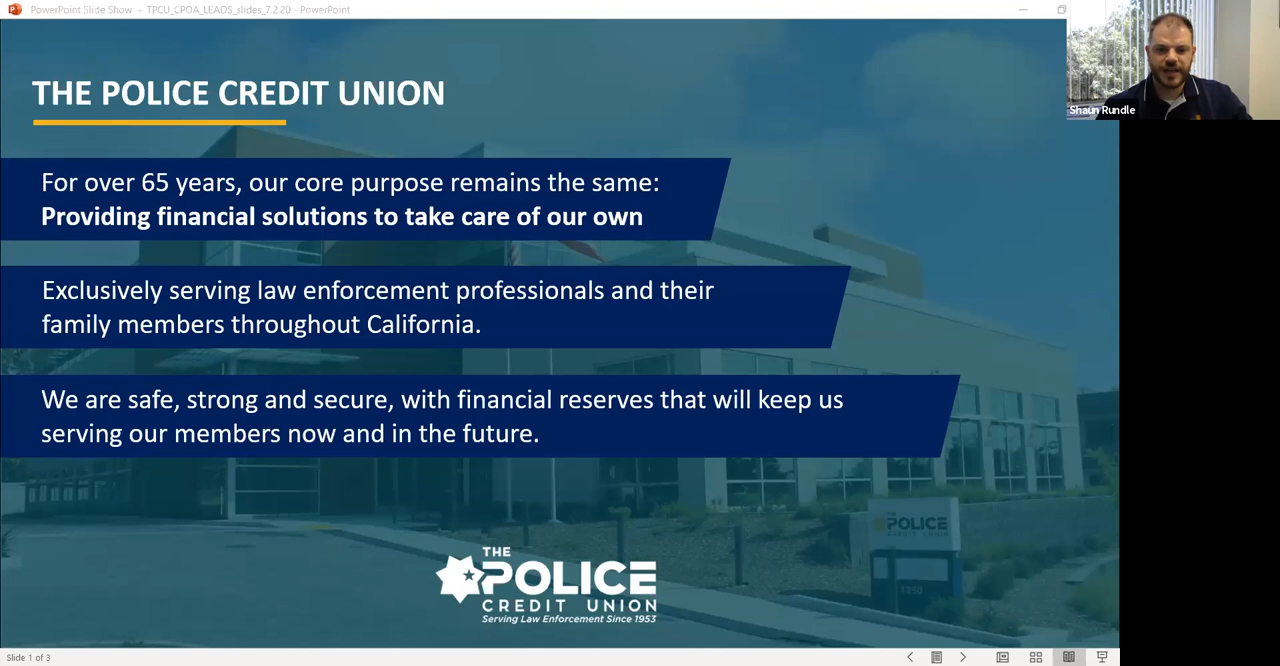 PowerPoint Slide Show - TPCU_CPOA_LEADS_slides_7.2.20 - PowerPoint
Shaun Rundle
THE POLICE CREDIT UNION
For over 65 years, our core purpose remains the same:
Providing financial solutions to take care of our own
Exclusively serving law enforcement professionals and their
family members throughout California.
We are safe, strong and secure, with financial reserves that will keep us
serving our members now and in the future.
POLICE
CREDIT UNION
1250
THE
POLICE
CREDIT UNION
Serving Law Enforcement Since 1953
Slide 1 of 3